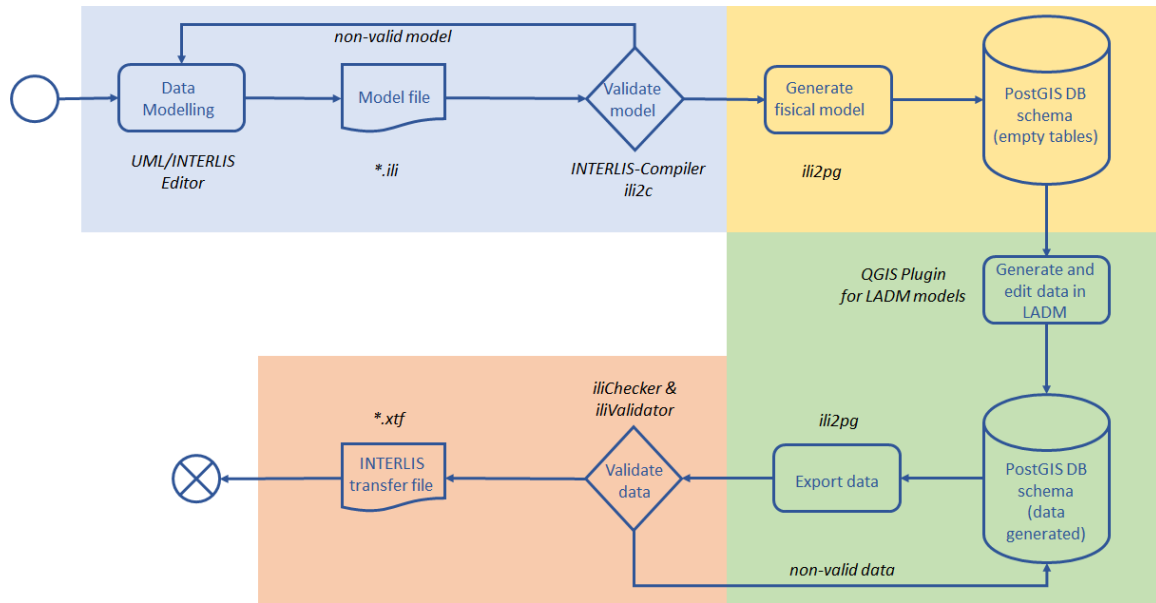 non-valid model
Data
Modelling
Model file
Validate
model
Generate
fisical model
PostGIS DB
schema
(empty tables)
UML/INTERLIS
Editor
*.ili
INTERLIS-Compiler
ili2c
ili2pg
QGIS Plugin
for LADM models
Generate and
edit data in
LADM
iliChecker &
iliValidator
*.xtf
ili2pg
INTERLIS
transfer file
Validate
data
Export data
PostGIS DB
schema
(data
generated)
non-valid data